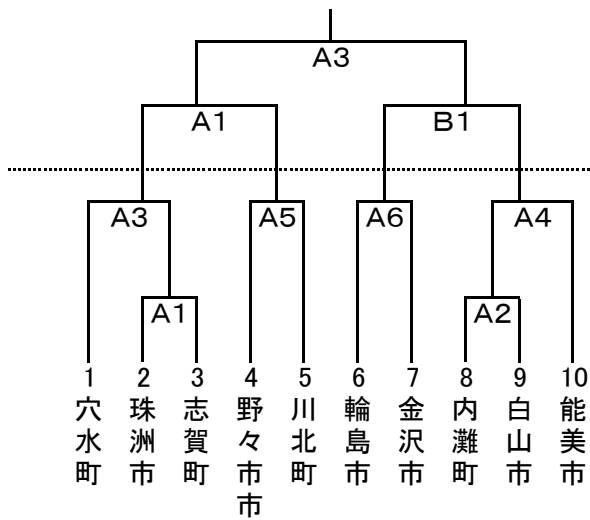 A3
A1
B1
A3
A5
A6
A4
A1
A2
1 2 3 4 5 6 7 8 9 10
穴水町
珠洲市
志賀町
野々市市
川北町
輪島市
金沢市
内灘町
白山市
能美市